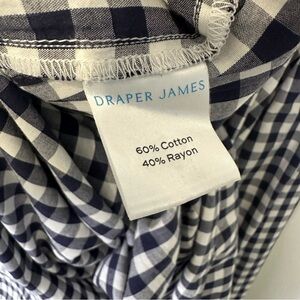 DRAPER JAMES
60% Cotton
40% Rayon